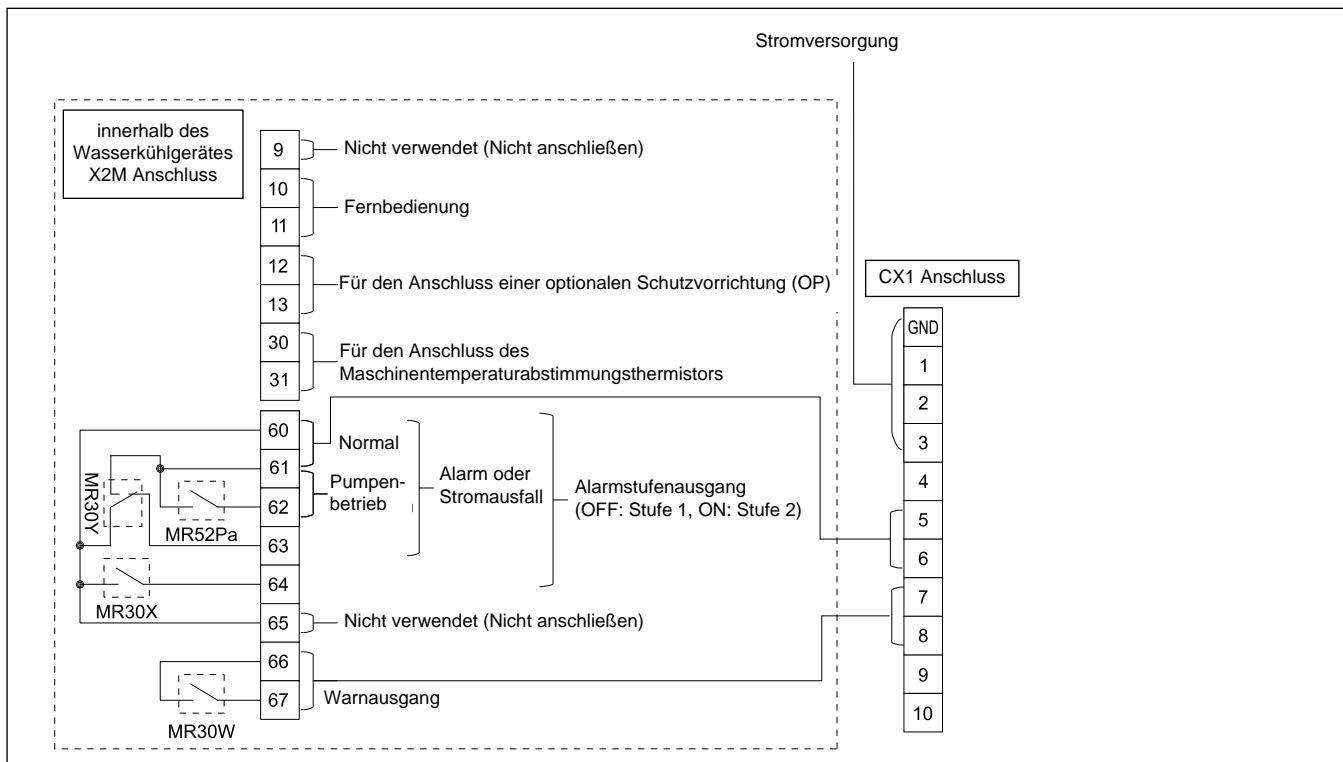 Stromversorgung
innerhalb des
Wasserkühlgerätes
X2M Anschluss
9
Nicht verwendet (Nicht anschließen)
10
11
Fernbedienung
12
13
Für den Anschluss einer optionalen Schutzvorrichtung (OP)
30
31
Für den Anschluss des
Maschinentemperaturabstimmungsthermistors
60
61
62
63
64
65
66
67
Normal
Pumpen-
betrieb
Alarm oder
Stromausfall
Alarmstufenausgang
(OFF: Stufe 1, ON: Stufe 2)
MR30Y
MR52Pa
MR30X
Nicht verwendet (Nicht anschließen)
Warnausgang
MR30W
CX1 Anschluss
GND
1
2
3
4
5
6
7
8
9
10